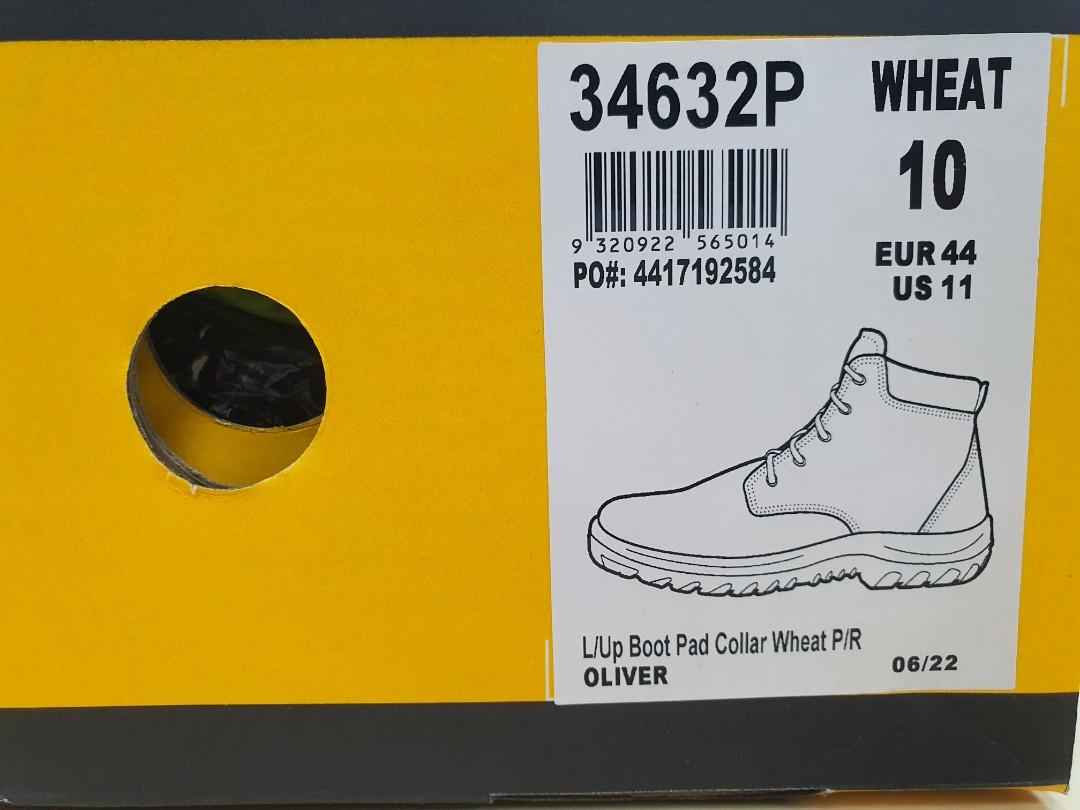 34632P
WHEAT
10
9 320922 565014
PO#: 4417192584
EUR 44
US 11
L/Up Boot Pad Collar Wheat P/R
OLIVER
06/22